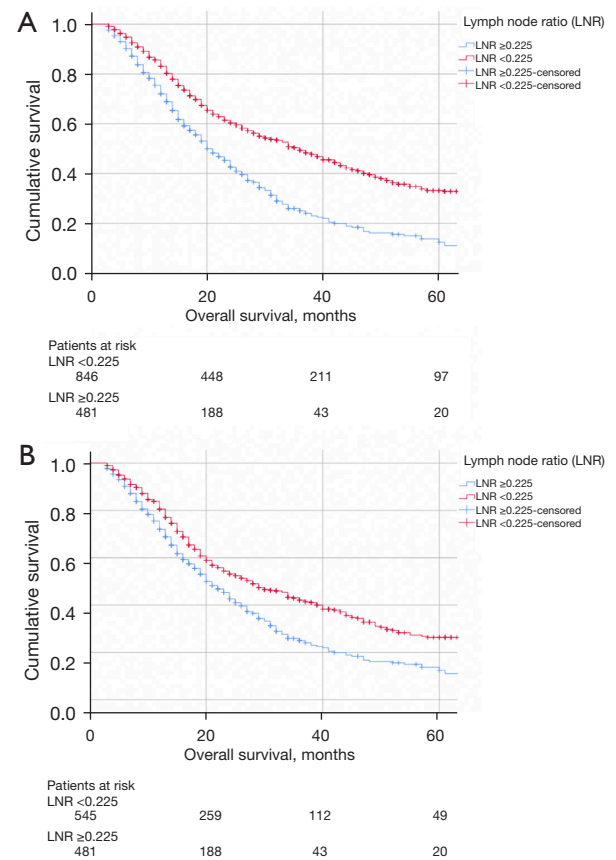 A
Lymph node ratio (LNR)
LNR ≥0.225
LNR <0.225
LNR ≥0.225-censored
LNR <0.225-censored
Cumulative survival
1.0
0.8
0.6
0.4
0.2
0.0
0 20 40 60
Overall survival, months
Patients at risk
LNR <0.225
846 448 211 97
LNR ≥0.225
481 188 43 20
B
Lymph node ratio (LNR)
LNR ≥0.225
LNR <0.225
LNR ≥0.225-censored
LNR <0.225-censored
Cumulative survival
1.0
0.8
0.6
0.4
0.2
0.0
0 20 40 60
Overall survival, months
Patients at risk
LNR <0.225
545 259 112 49
LNR ≥0.225
481 188 43 20